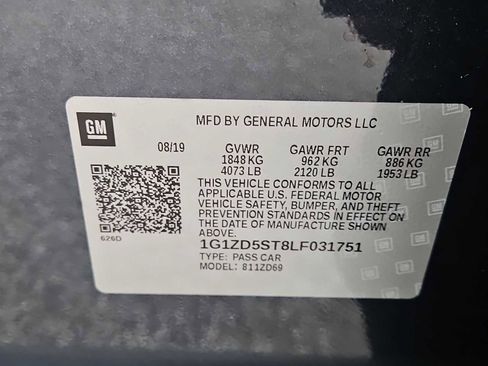 GM
MFD BY GENERAL MOTORS LLC
08/19 GVWR GAWR FRT GAWR RR
1848 KG 962 KG 886 KG
4073 LB 2120 LB 1953 LB
THIS VEHICLE CONFORMS TO ALL
APPLICABLE U.S. FEDERAL MOTOR
VEHICLE SAFETY, BUMPER, AND THEFT
PREVENTION STANDARDS IN EFFECT ON
THE DATE OF MANUFACTURE SHOWN
ABOVE.
626D
1G1ZD5ST8LF031751
TYPE: PASS CAR
MODEL: 811ZD69